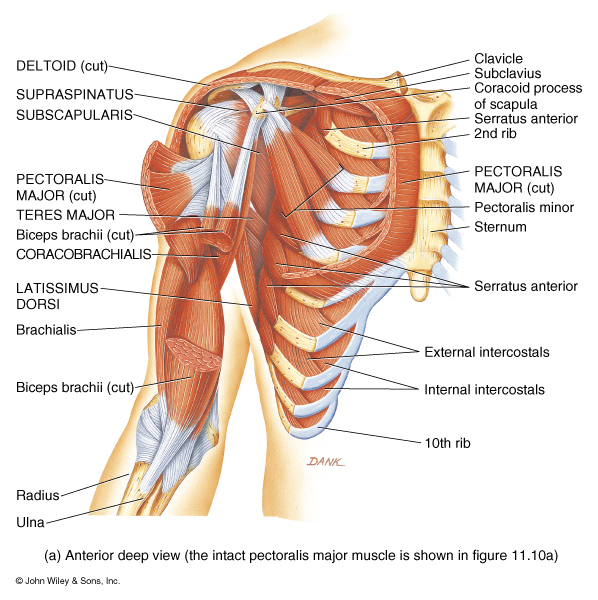 DELTOID (cut)
SUPRASPINATUS
SUBSCAPULARIS
PECTORALIS
MAJOR (cut)
TERES MAJOR
Biceps brachii (cut)
CORACOBRACHIALIS
LATISSIMUS
DORSI
Brachialis
Biceps brachii (cut)
Radius
Ulna
Clavicle
Subclavius
Coracoid process
of scapula
Serratus anterior
2nd rib
PECTORALIS
MAJOR (cut)
Pectoralis minor
Sternum
Serratus anterior
External intercostals
Internal intercostals
10th rib
DANK
(a) Anterior deep view (the intact pectoralis major muscle is shown in figure 11.10a)
© John Wiley & Sons, Inc.